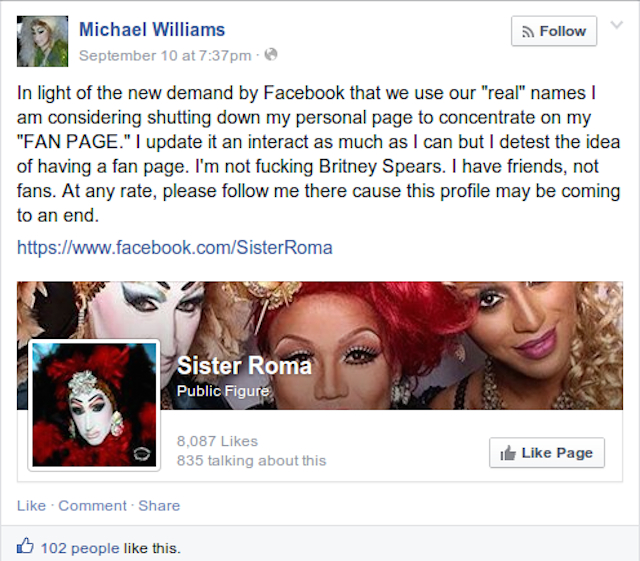 Michael Williams
Follow
September 10 at 7:37pm ·
In light of the new demand by Facebook that we use our "real" names I
am considering shutting down my personal page to concentrate on my
"FAN PAGE." I update it an interact as much as I can but I detest the idea
of having a fan page. I'm not fucking Britney Spears. I have friends, not
fans. At any rate, please follow me there cause this profile may be coming
to an end.
https://www.facebook.com/SisterRoma
Sister Roma
Public Figure
8,087 Likes
835 talking about this
Like Page
Like · Comment · Share
102 people like this.